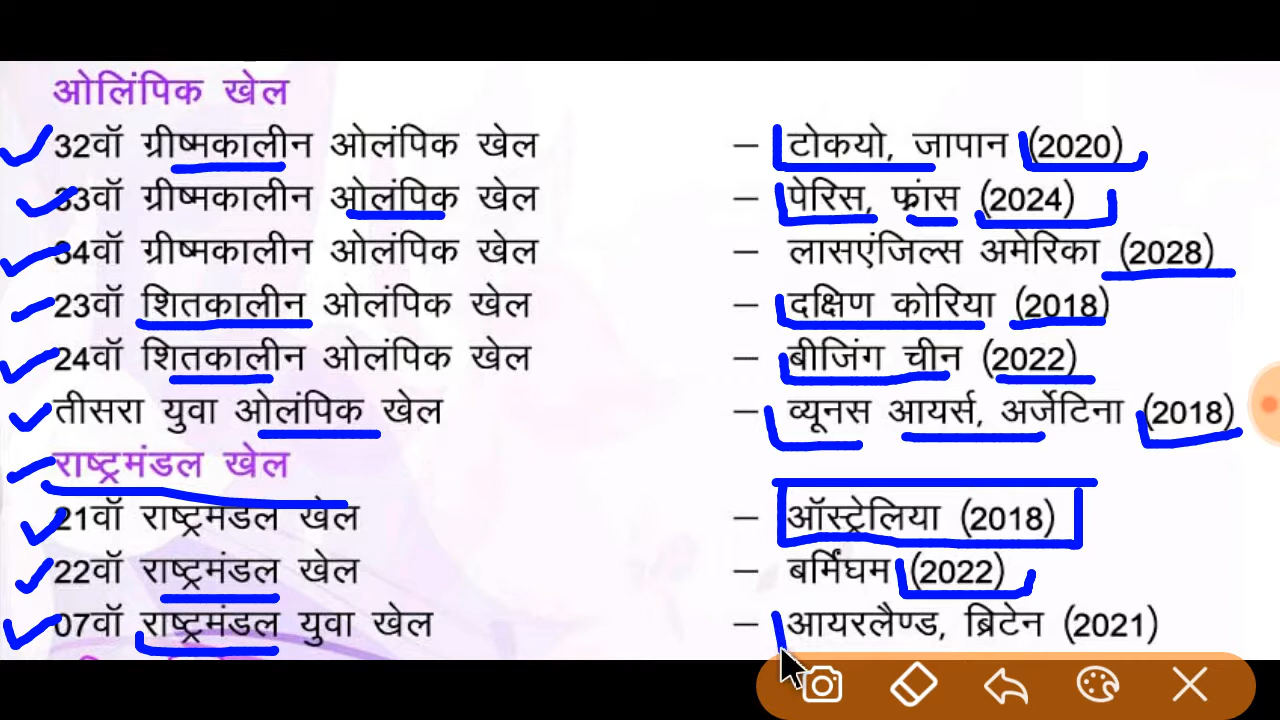 ओलिंपिक खेल
32वॉ ग्रीष्मकालीन ओलंपिक खेल – टोकयो, जापान (2020)
33वॉ ग्रीष्मकालीन ओलंपिक खेल – पेरिस, फ्रांस (2024)
34वॉ ग्रीष्मकालीन ओलंपिक खेल – लासएंजिल्स अमेरिका (2028)
23वॉ शितकालीन ओलंपिक खेल – दक्षिण कोरिया (2018)
24वॉ शितकालीन ओलंपिक खेल – बीजिंग चीन (2022)
तीसरा युवा ओलंपिक खेल – व्यूनस आयर्स, अर्जेटिना (2018)
राष्ट्रमंडल खेल
21वॉ राष्ट्रमंडल खेल – ऑस्ट्रेलिया (2018)
22वॉ राष्ट्रमंडल खेल – बर्मिंघम (2022)
07वॉ राष्ट्रमंडल युवा खेल – आयरलैण्ड, ब्रिटेन (2021)